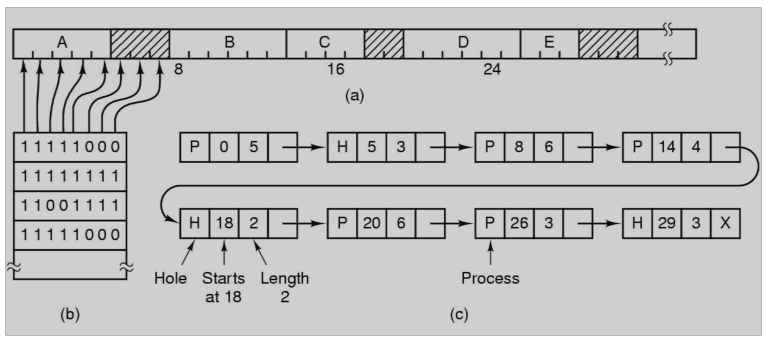 A B C D E
8 16 24
(a)
11111000
11111111
11001111
11111000
(b)
P 0 5 H 5 3 P 8 6 P 14 4
H 18 2 P 20 6 P 26 3 H 29 3 X
Hole Starts Length Process
at 18 2
(c)